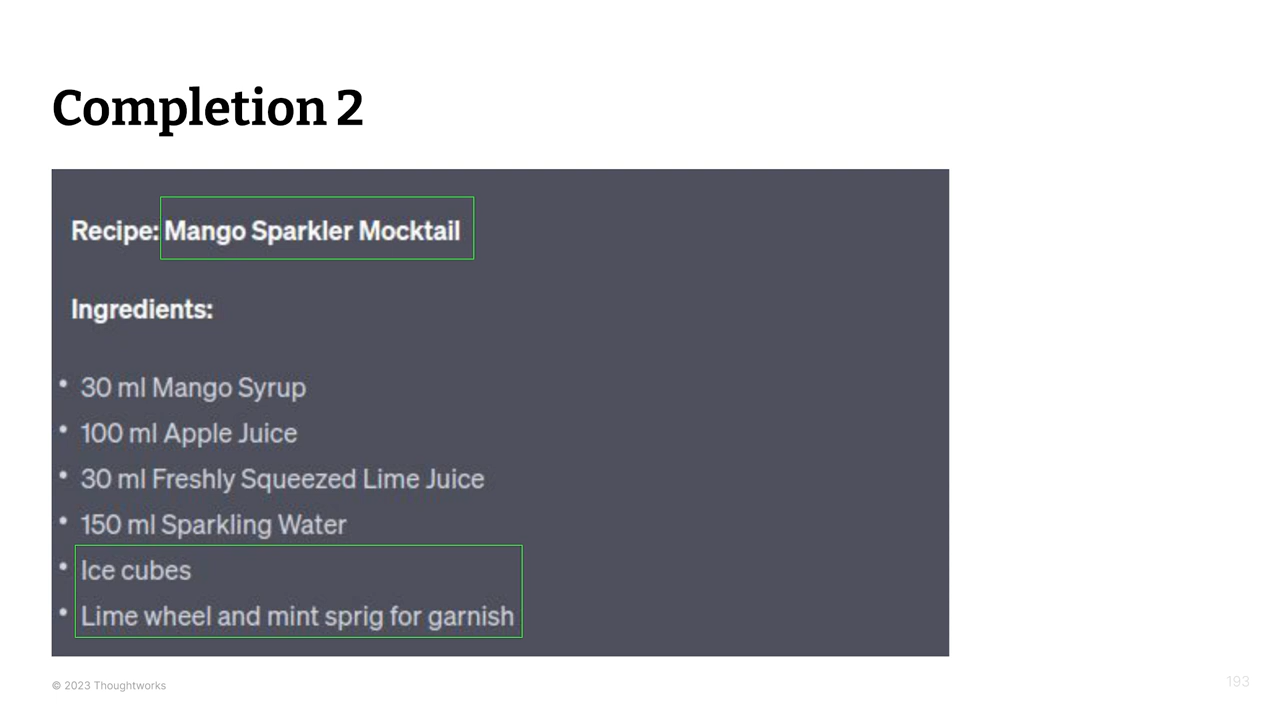 Completion 2
Recipe: Mango Sparkler Mocktail
Ingredients:
• 30 ml Mango Syrup
• 100 ml Apple Juice
• 30 ml Freshly Squeezed Lime Juice
• 150 ml Sparkling Water
• Ice cubes
• Lime wheel and mint sprig for garnish
© 2023 Thoughtworks
193